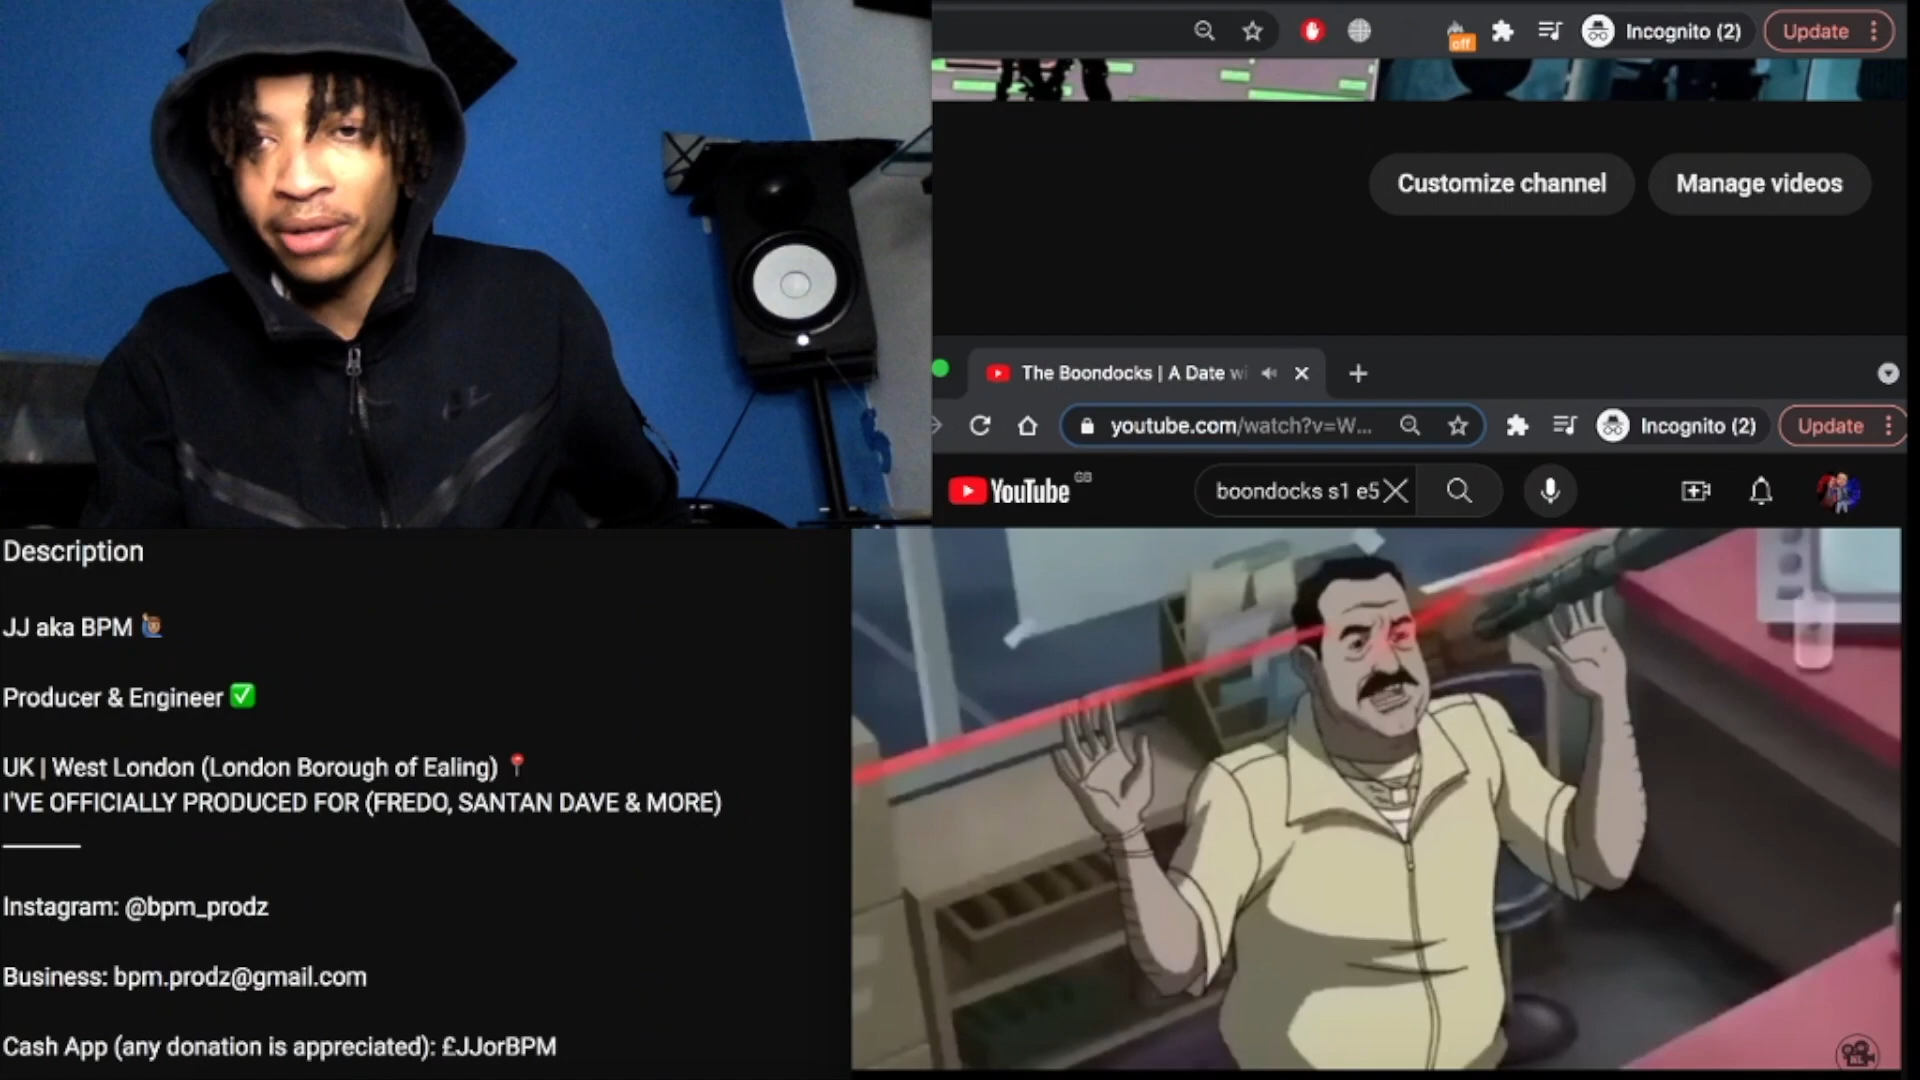 off
Incognito (2)
Update
Customize channel
Manage videos
The Boondocks | A Date wi
youtube.com/watch?v=W...
Incognito (2)
Update
YouTube GB
boondocks s1 e5
Description
JJ aka BPM 🙋🏽‍♂️
Producer & Engineer ✅
UK | West London (London Borough of Ealing) 📍
I'VE OFFICIALLY PRODUCED FOR (FREDO, SANTAN DAVE & MORE)
Instagram: @bpm_prodz
Business: bpm.prodz@gmail.com
Cash App (any donation is appreciated): £JJorBPM